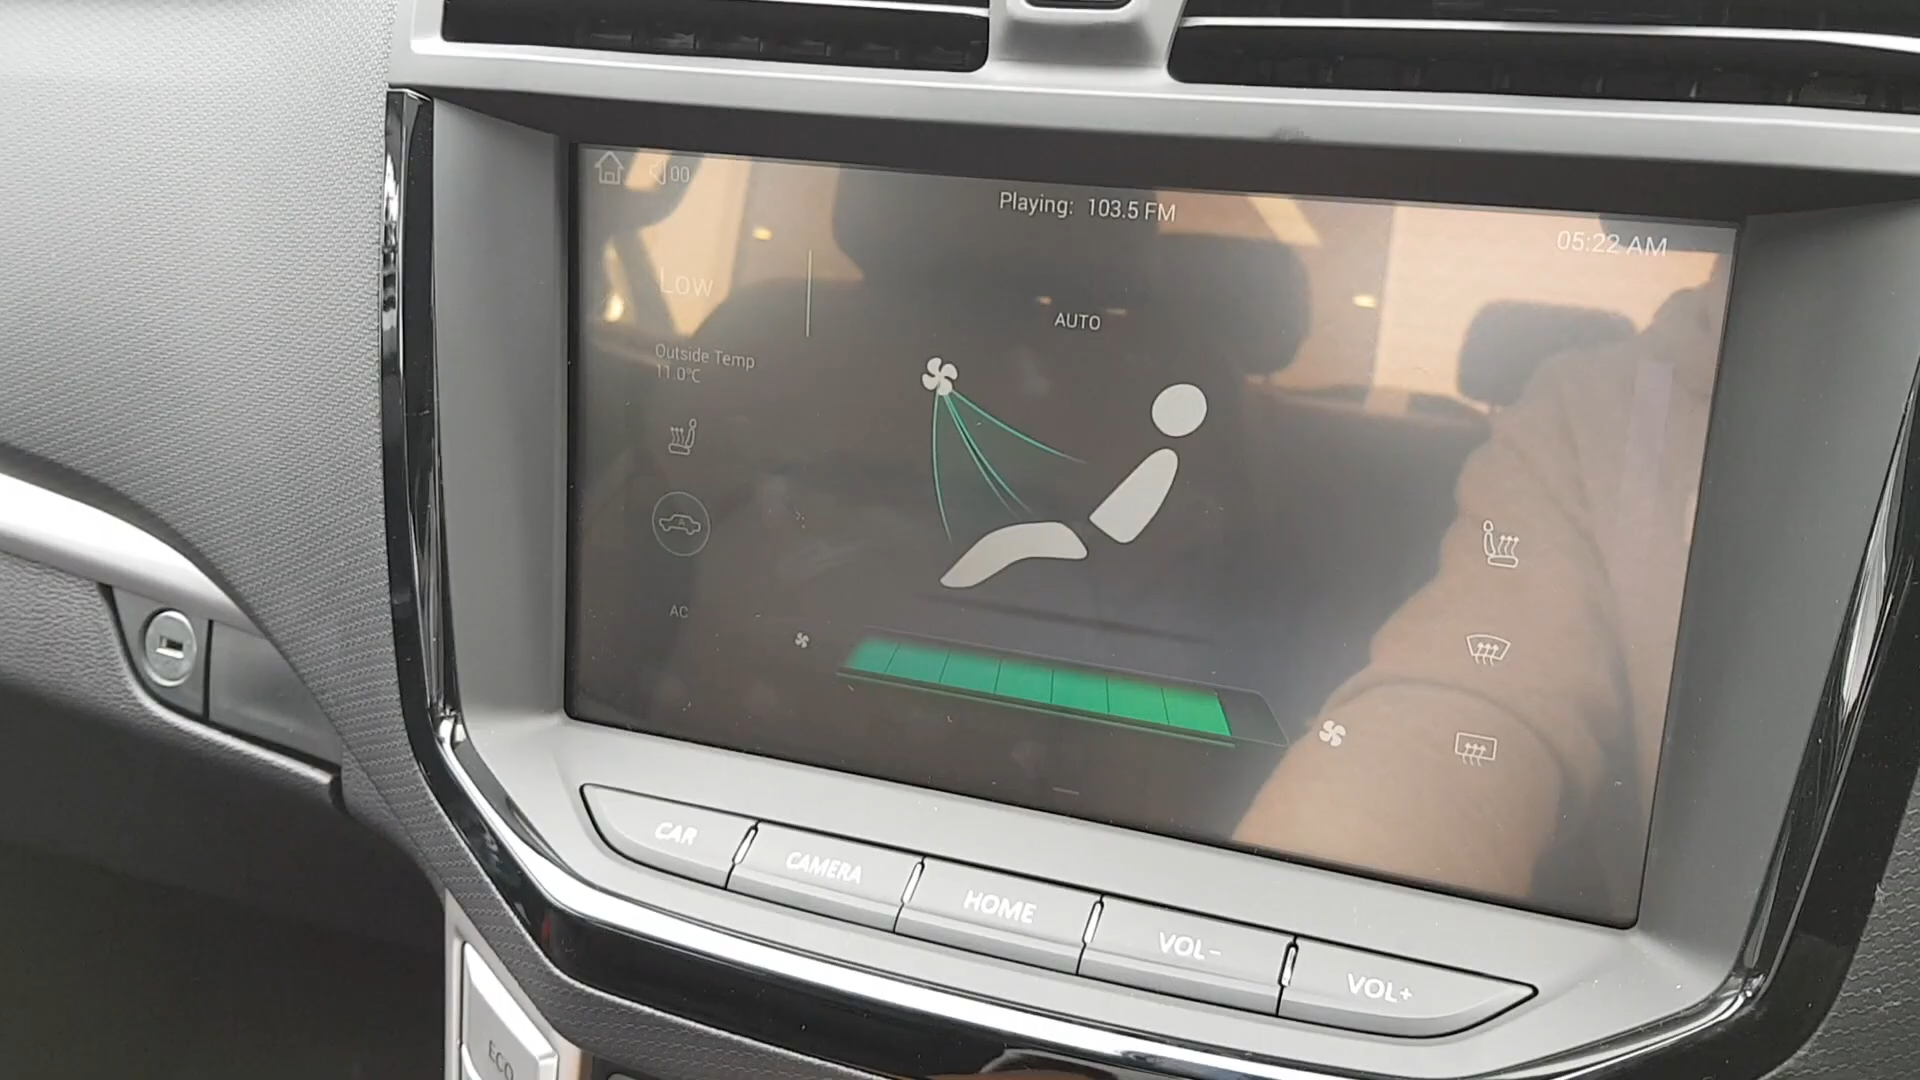 00
Playing: 103.5 FM
05:22 AM
Low
AUTO
Outside Temp
11.0°C
A
AC
CAR
CAMERA
HOME
VOL-
VOL+
ECO